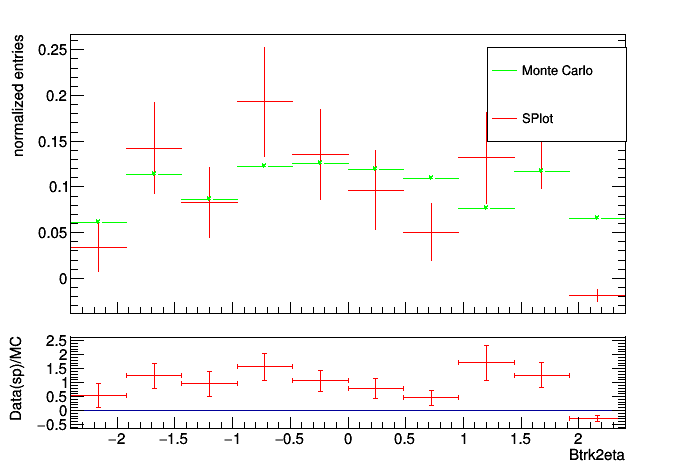 normalized entries
0.25
0.2
0.15
0.1
0.05
0
Monte Carlo
SPlot
Data(sp)/MC
2.5
2
1.5
1
0.5
0
−0.5
−2 −1.5 −1 −0.5 0 0.5 1 1.5 2
Btrk2eta